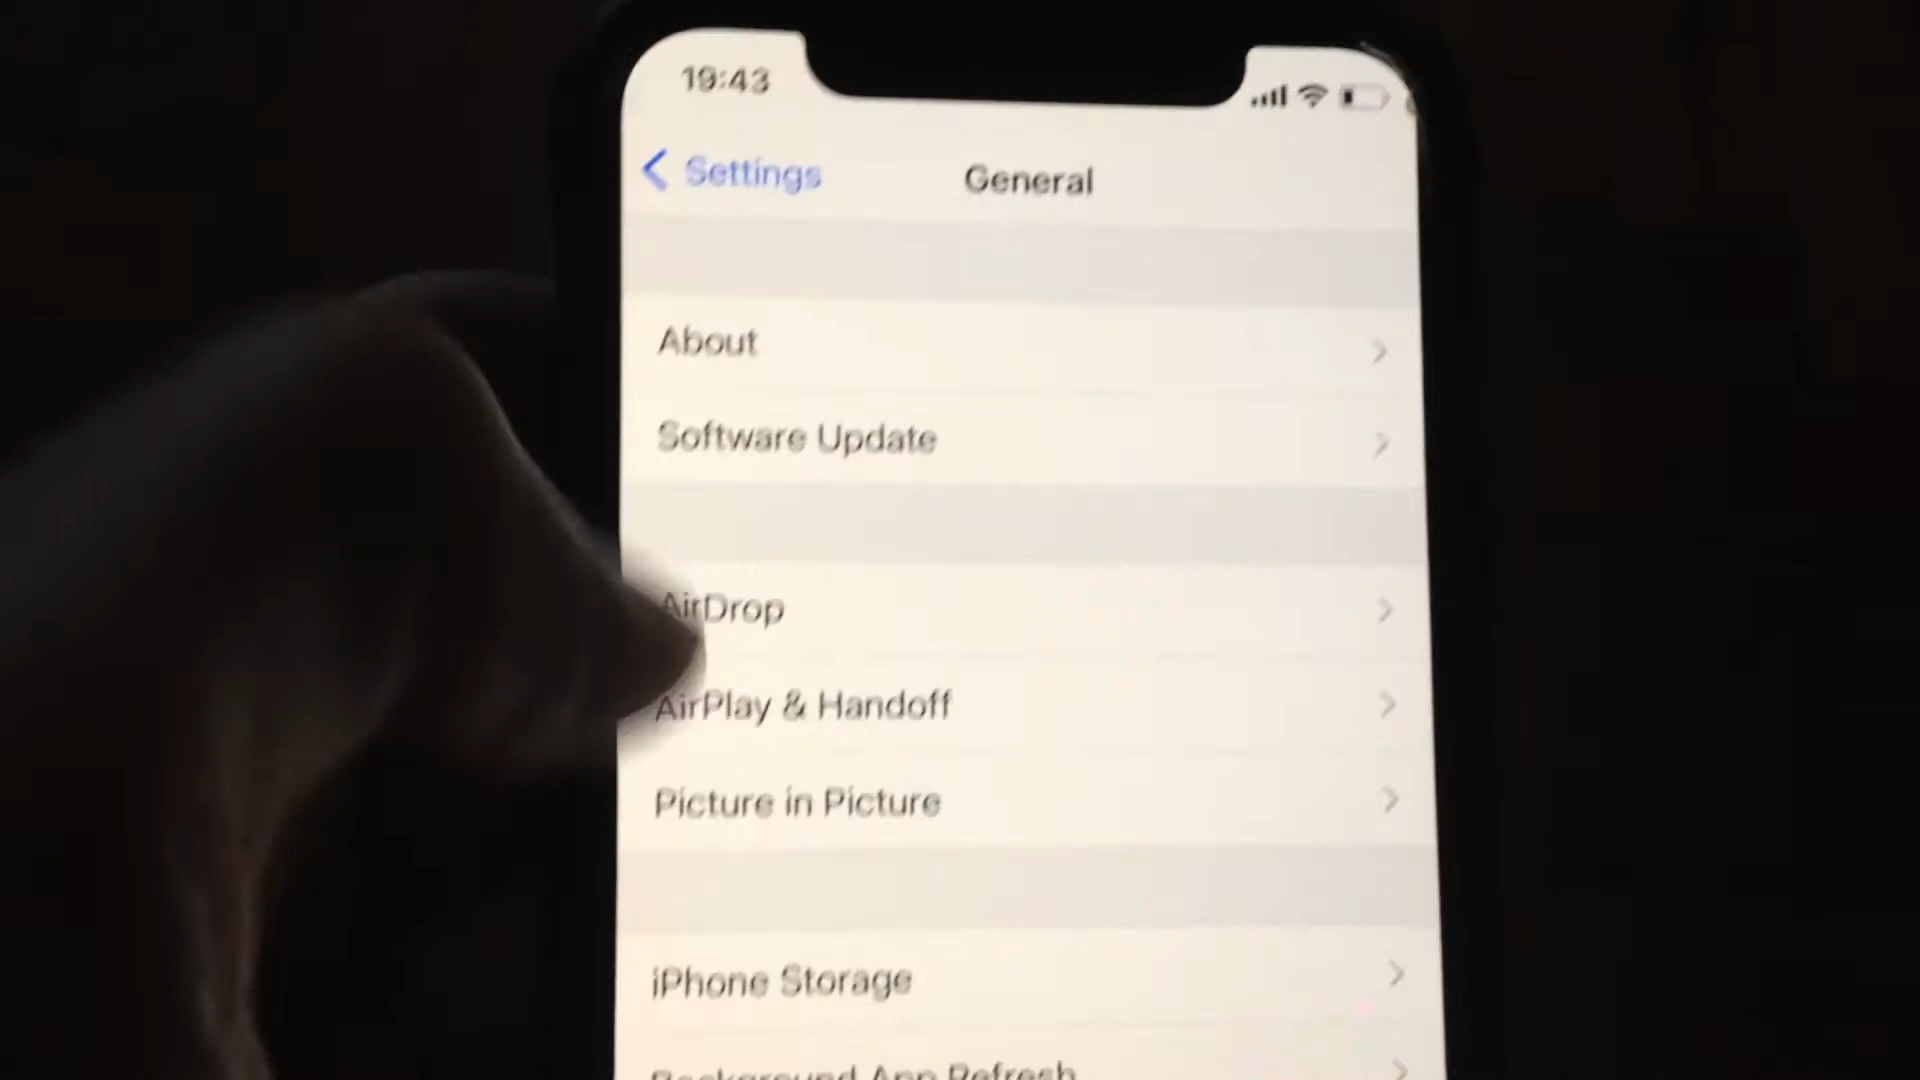 19:43
Settings
General
About
Software Update
AirDrop
AirPlay & Handoff
Picture in Picture
iPhone Storage
Background App Refresh